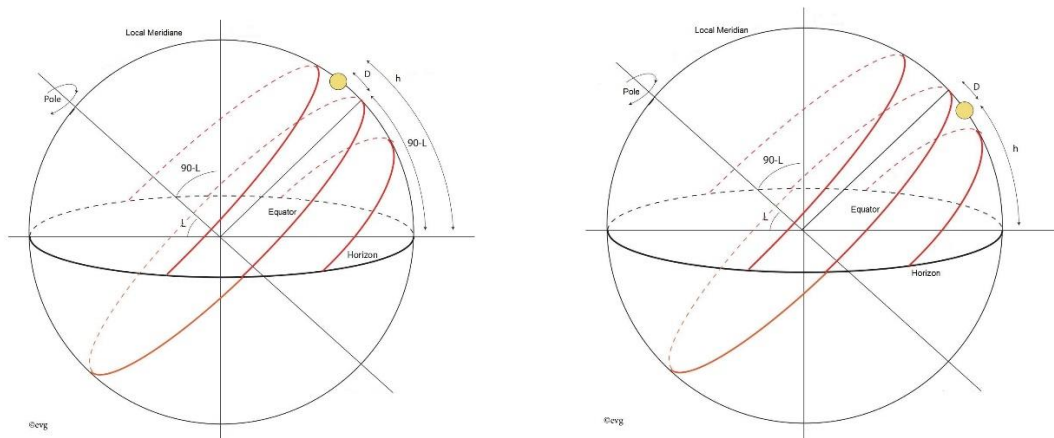 Local Meridiane
D
h
Pole
90-L
90-L
L
Equator
Horizon
©evg
Local Meridian
D
Pole
h
90-L
L
Equator
Horizon
©evg